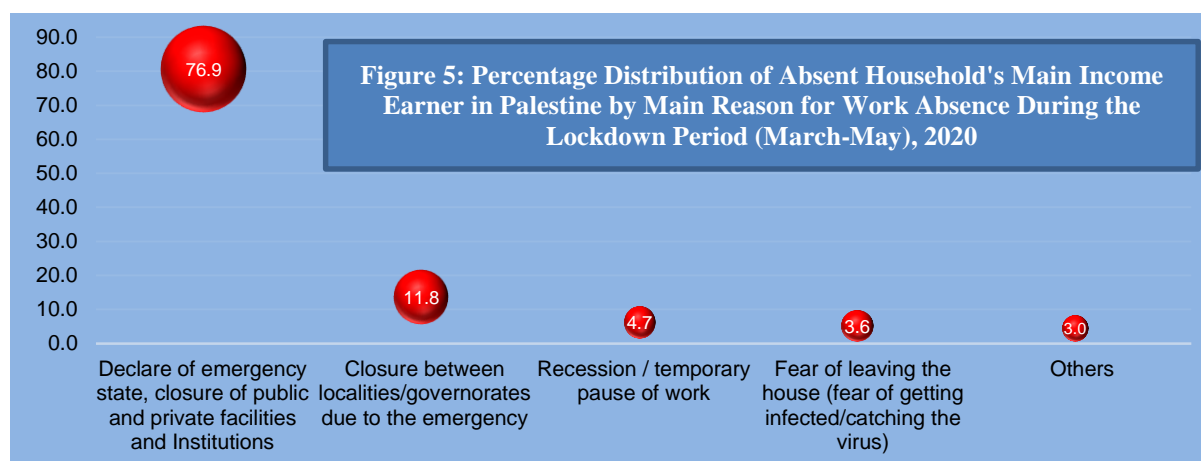 Figure 5: Percentage Distribution of Absent Household's Main Income
Earner in Palestine by Main Reason for Work Absence During the
Lockdown Period (March-May), 2020
90.0
80.0
70.0
60.0
50.0
40.0
30.0
20.0
10.0
0.0
76.9
11.8
4.7
3.6
3.0
Declare of emergency
state, closure of public
and private facilities
and Institutions
Closure between
localities/governorates
due to the emergency
Recession / temporary
pause of work
Fear of leaving the
house (fear of getting
infected/catching the
virus)
Others